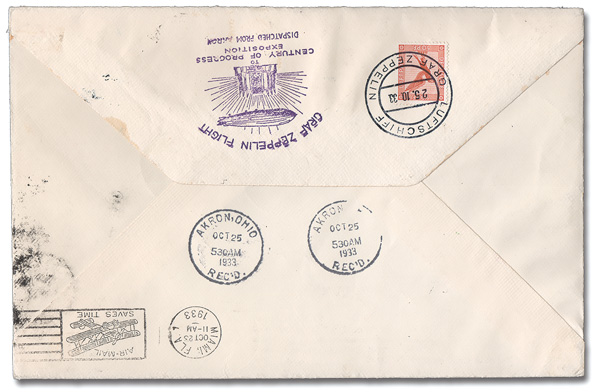 GRAF ZEPPELIN FLIGHT
TO
CENTURY OF PROGRESS
EXPOSITION
DISPATCHED FROM AKRON
LUFTSCHIFF
GRAF ZEPPELIN
25.10.33
AKRON, OHIO
OCT 25
530AM
1933
REC'D.
AKRON
OCT 25
530AM
1933
REC'D.
AIR-MAIL
SAVES TIME
MIAMI, FLA. 1
OCT 23
11-AM
1933